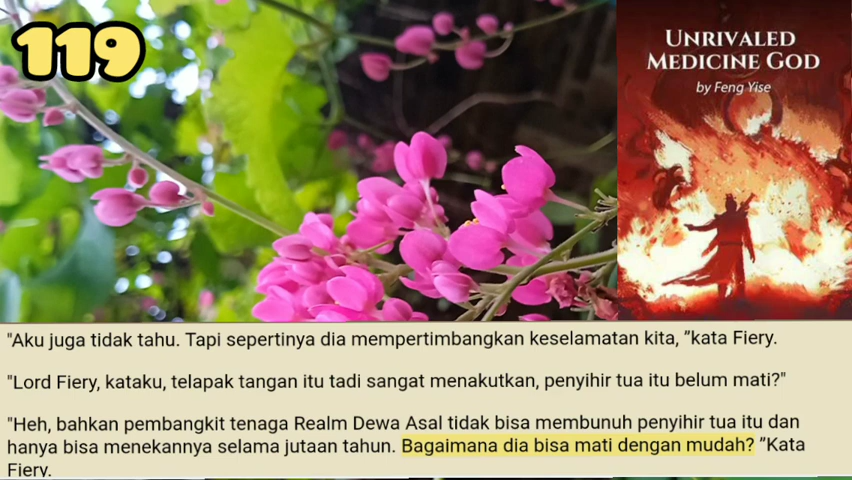 119
UNRIVALED
MEDICINE GOD
by Feng Yise
"Aku juga tidak tahu. Tapi sepertinya dia mempertimbangkan keselamatan kita, ”kata Fiery.
"Lord Fiery, kataku, telapak tangan itu tadi sangat menakutkan, penyihir tua itu belum mati?"
"Heh, bahkan pembangkit tenaga Realm Dewa Asal tidak bisa membunuh penyihir tua itu dan
hanya bisa menekannya selama jutaan tahun. Bagaimana dia bisa mati dengan mudah? ”Kata
Fiery.